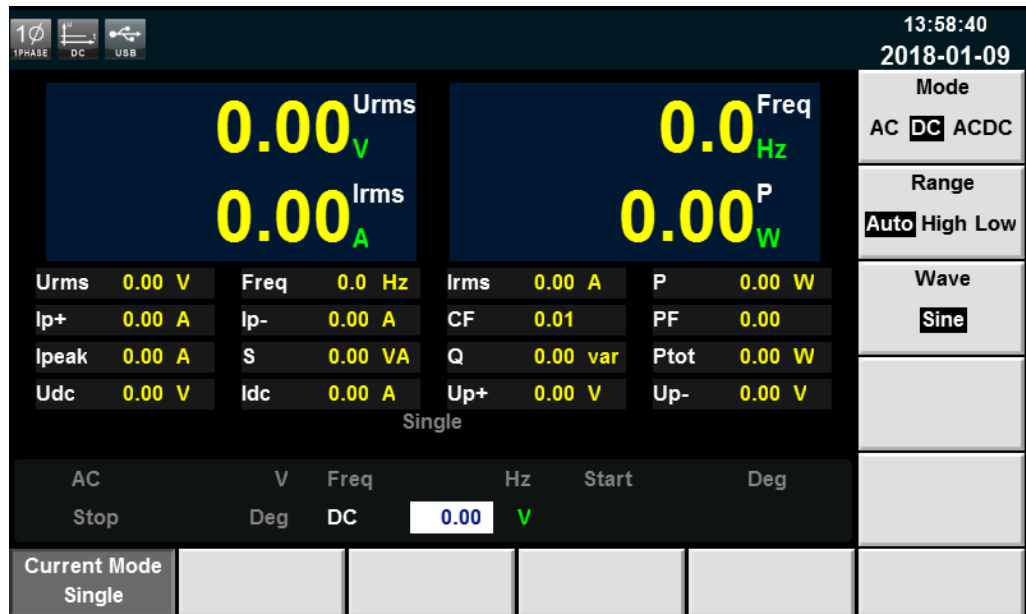 1Ø U t
1PHASE DC USB
13:58:40
2018-01-09
0.00 Urms V
0.0 Freq Hz
0.00 Irms A
0.00 P W
Urms 0.00 V Freq 0.0 Hz Irms 0.00 A P 0.00 W
Ip+ 0.00 A Ip- 0.00 A CF 0.01 PF 0.00
Ipeak 0.00 A S 0.00 VA Q 0.00 var Ptot 0.00 W
Udc 0.00 V Idc 0.00 A Up+ 0.00 V Up- 0.00 V
Single
AC V Freq Hz Start Deg
Stop Deg DC 0.00 V
Mode
AC DC ACDC
Range
Auto High Low
Wave
Sine
Current Mode
Single